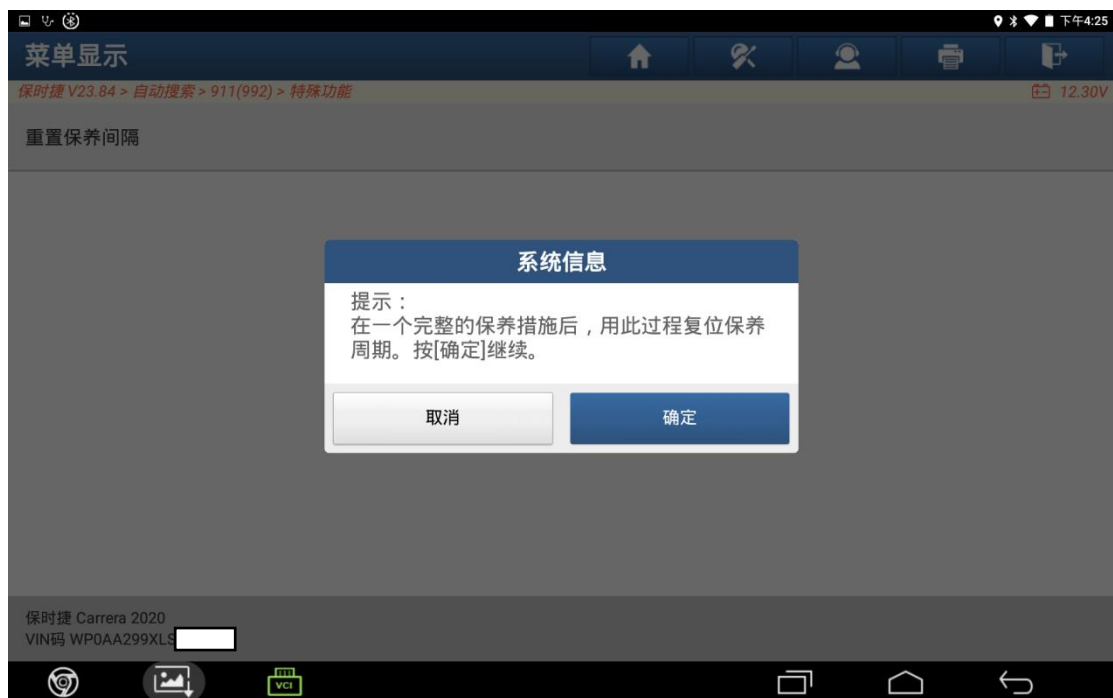 下午4:25
菜单显示
保时捷 V23.84 > 自动搜索 > 911(992) > 特殊功能
12.30V
重置保养间隔
系统信息
提示：
在一个完整的保养措施后，用此过程复位保养
周期。按[确定]继续。
取消
确定
保时捷 Carrera 2020
VIN码 WP0AA299XLS
VCI